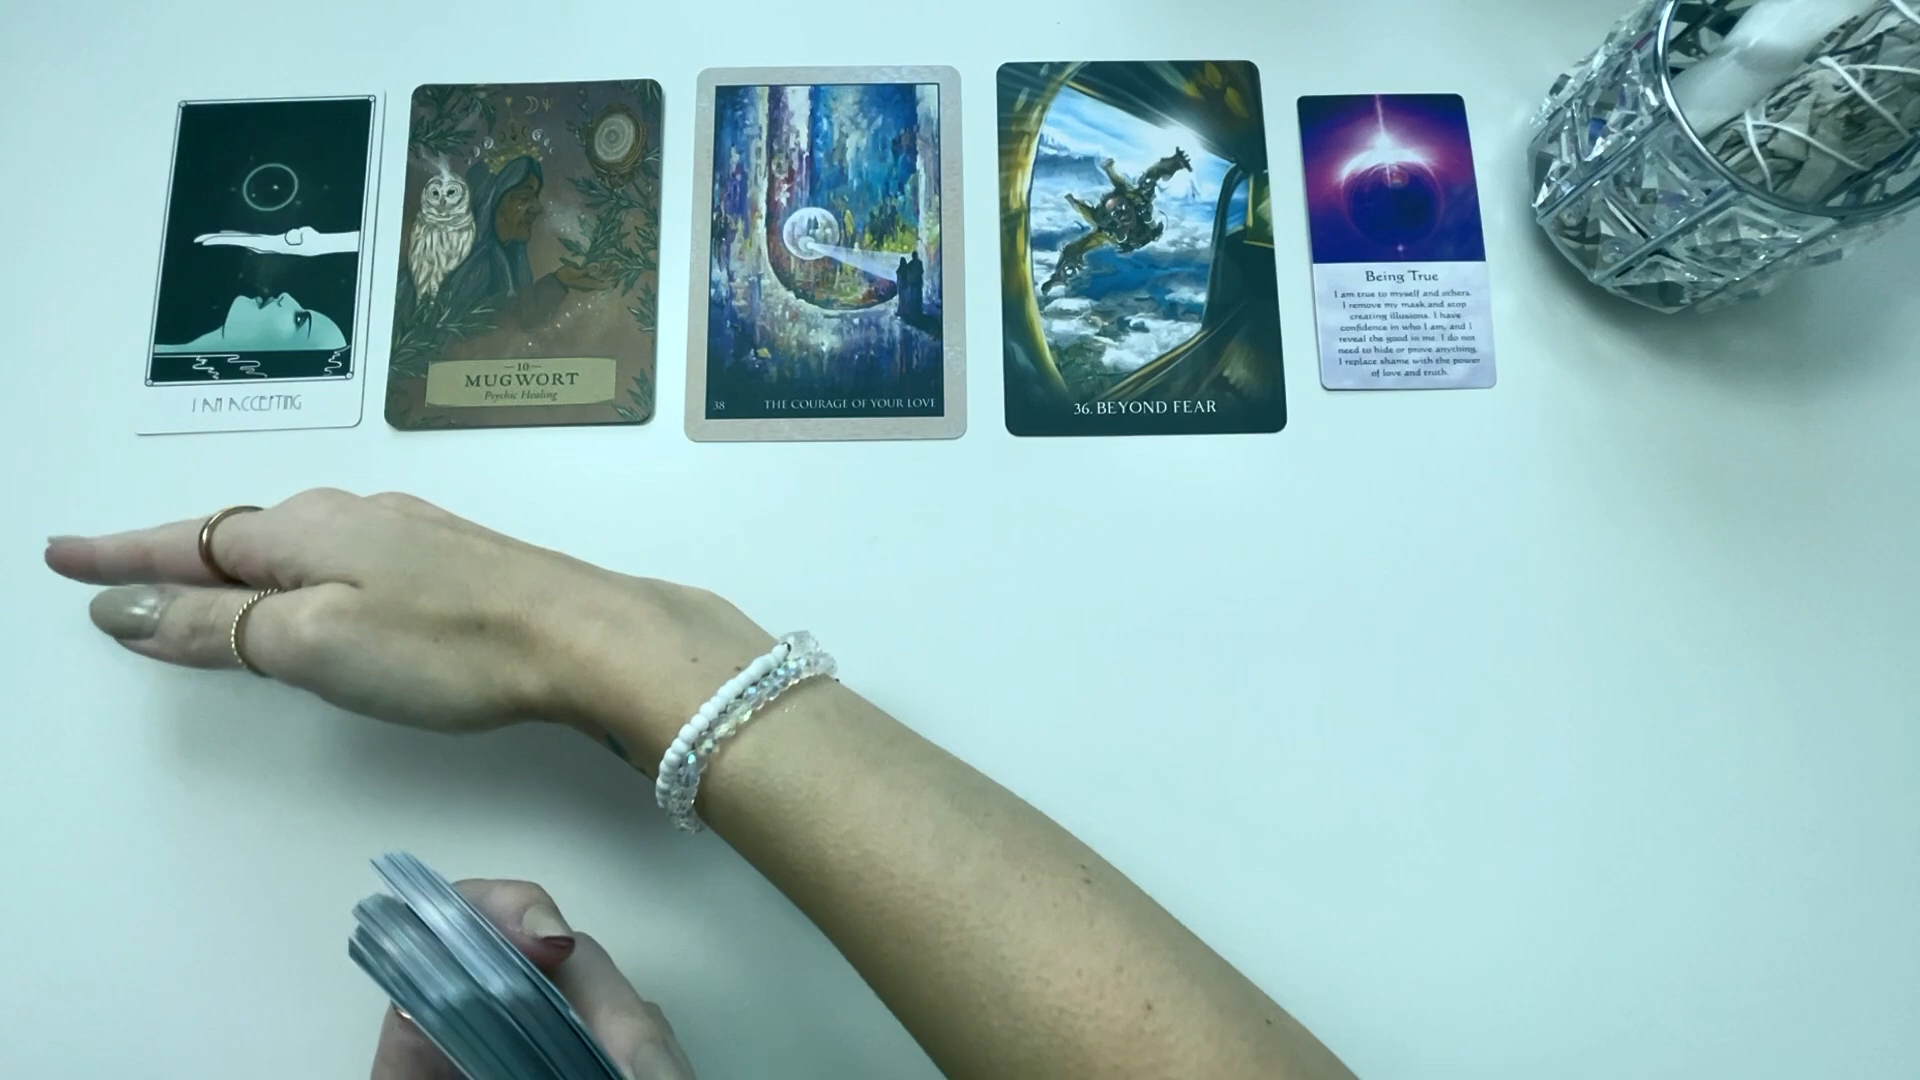 I AM ACCEPTING
—10—
MUGWORT
Psychic Healing
38 THE COURAGE OF YOUR LOVE
36. BEYOND FEAR
Being True
I am true to myself and others.
I remove my mask and stop
creating illusions. I have
confidence in who I am, and I
reveal the good in me. I do not
need to hide or prove anything.
I replace shame with the power
of love and truth.